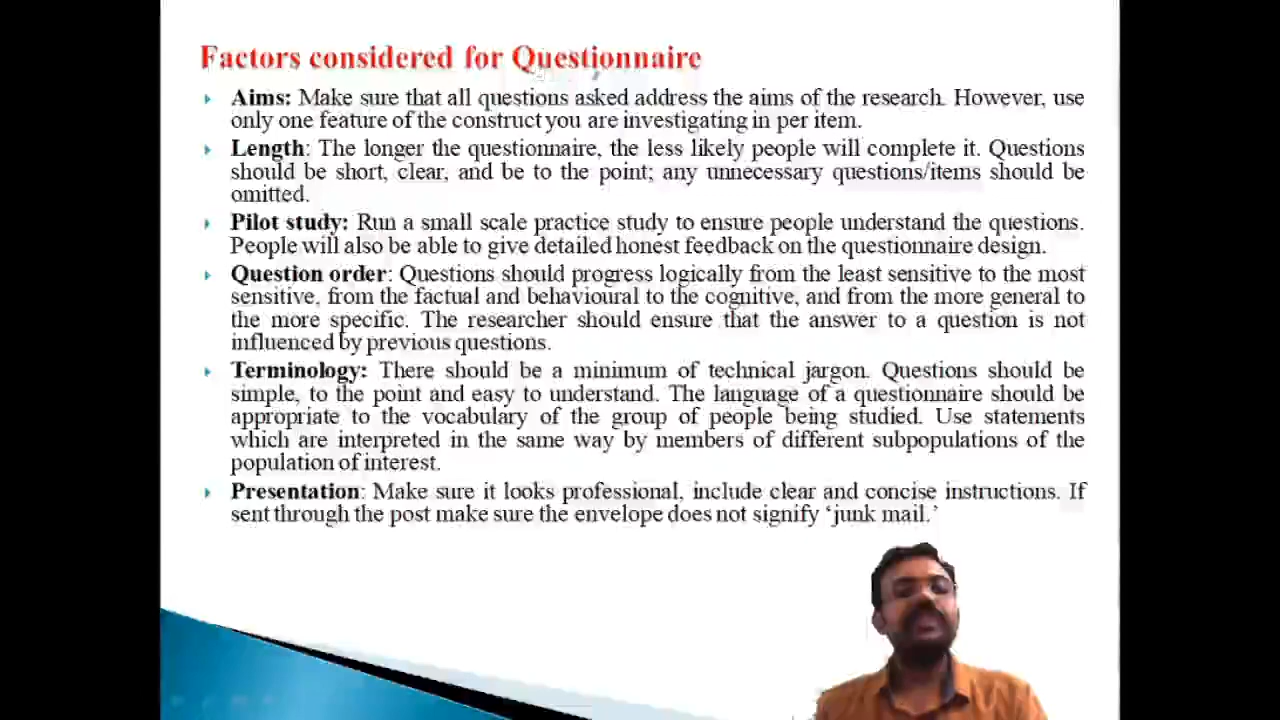 Factors considered for Questionnaire
Aims: Make sure that all questions asked address the aims of the research. However, use
only one feature of the construct you are investigating in per item.
Length: The longer the questionnaire, the less likely people will complete it. Questions
should be short, clear, and be to the point; any unnecessary questions/items should be
omitted.
Pilot study: Run a small scale practice study to ensure people understand the questions.
People will also be able to give detailed honest feedback on the questionnaire design.
Question order: Questions should progress logically from the least sensitive to the most
sensitive, from the factual and behavioural to the cognitive, and from the more general to
the more specific. The researcher should ensure that the answer to a question is not
influenced by previous questions.
Terminology: There should be a minimum of technical jargon. Questions should be
simple, to the point and easy to understand. The language of a questionnaire should be
appropriate to the vocabulary of the group of people being studied. Use statements
which are interpreted in the same way by members of different subpopulations of the
population of interest.
Presentation: Make sure it looks professional, include clear and concise instructions. If
sent through the post make sure the envelope does not signify ‘junk mail.’